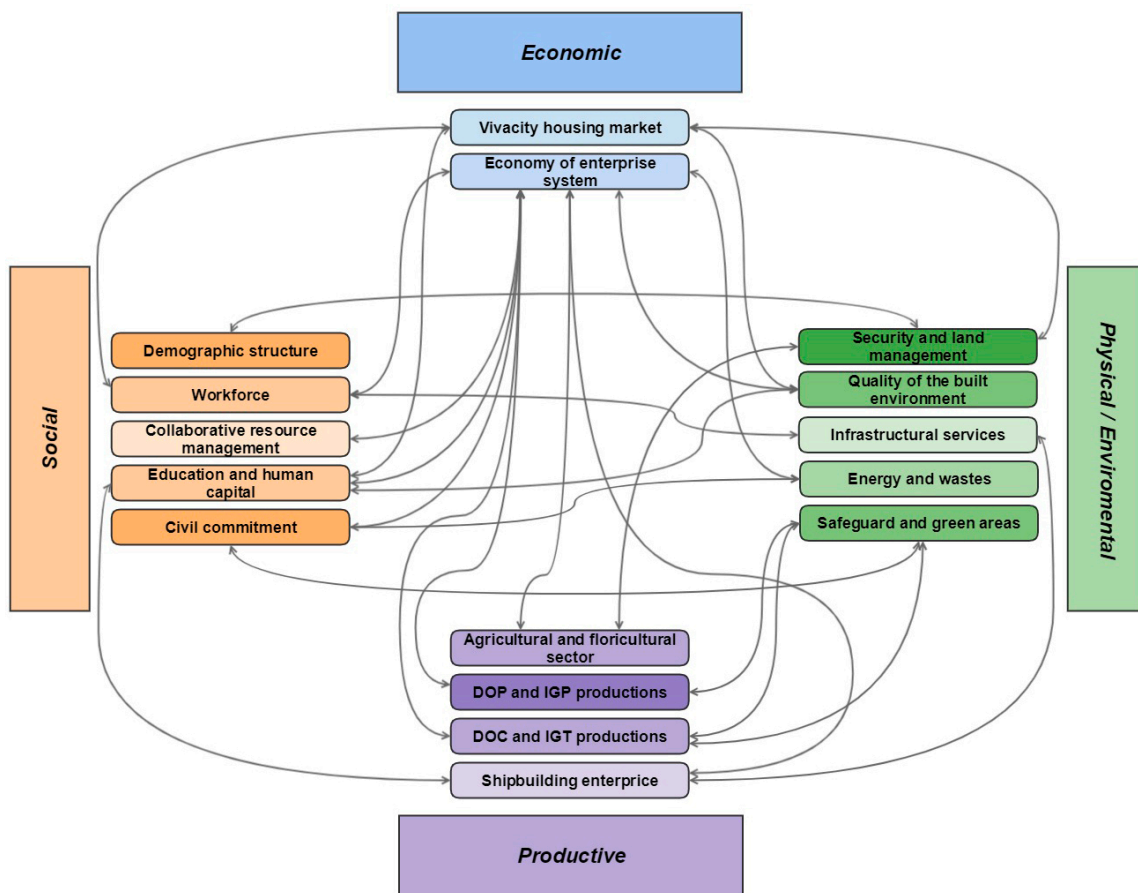 Economic
Vivacity housing market
Economy of enterprise
system
Social
Demographic structure
Workforce
Collaborative resource
management
Education and human
capital
Civil commitment
Security and land
management
Quality of the built
environment
Infrastructural services
Energy and wastes
Safeguard and green areas
Physical / Enviromental
Agricultural and floricultural
sector
DOP and IGP productions
DOC and IGT productions
Shipbuilding enterprice
Productive